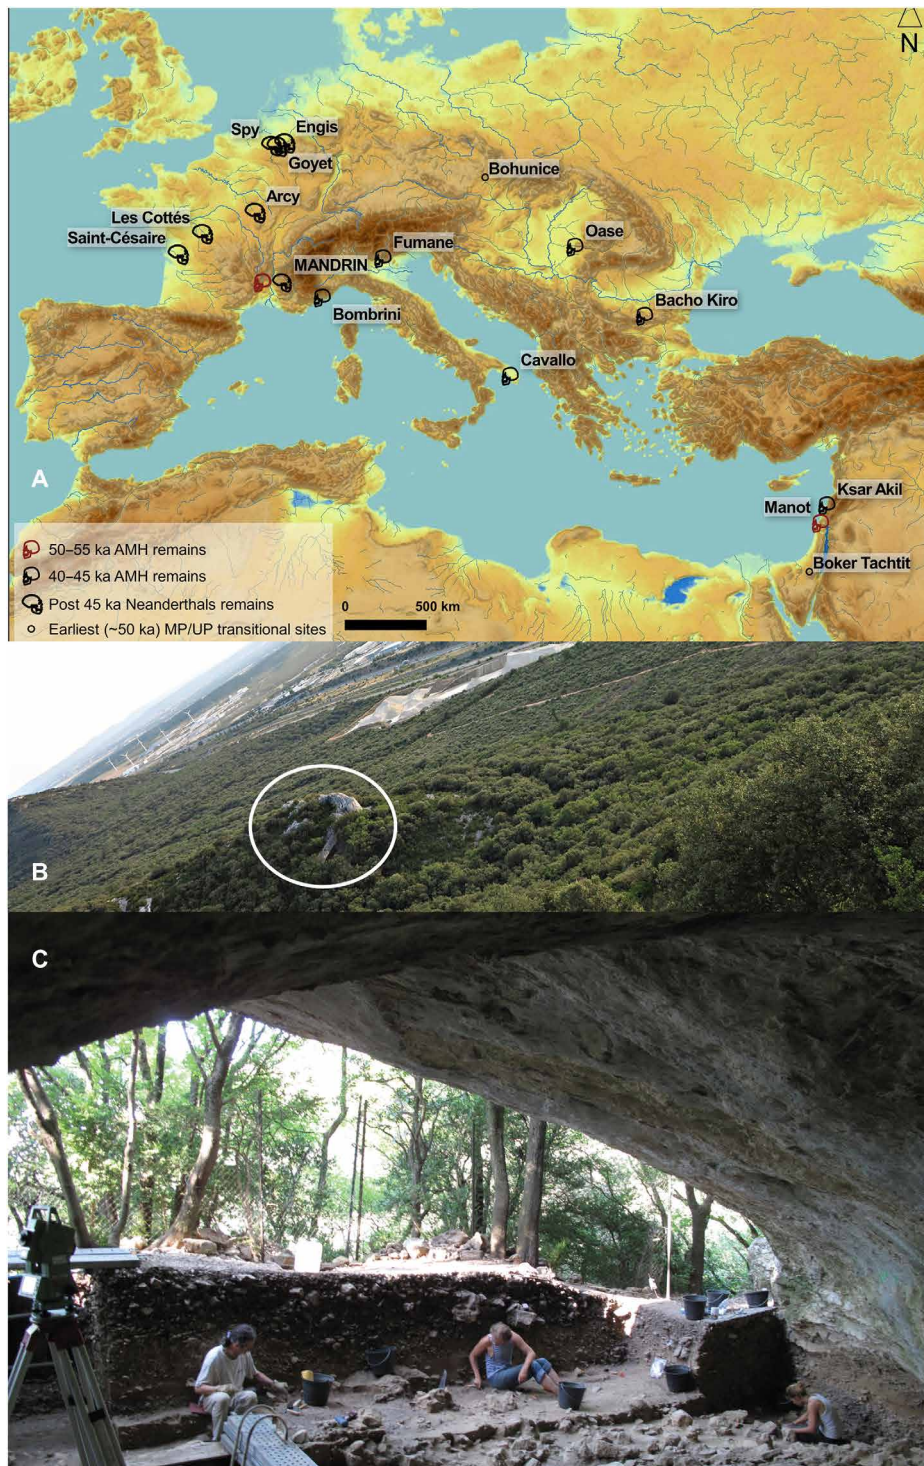 N
Spy
Engis
Goyet
Bohunice
Arcy
Les Cottés
Saint-Césaire
Fumane
Oase
MANDRIN
Bombrini
Bacho Kiro
Cavallo
A
Ksar Akil
Manot
Boker Tachtit
50–55 ka AMH remains
40–45 ka AMH remains
Post 45 ka Neanderthals remains
Earliest (~50 ka) MP/UP transitional sites
0 500 km
B
C